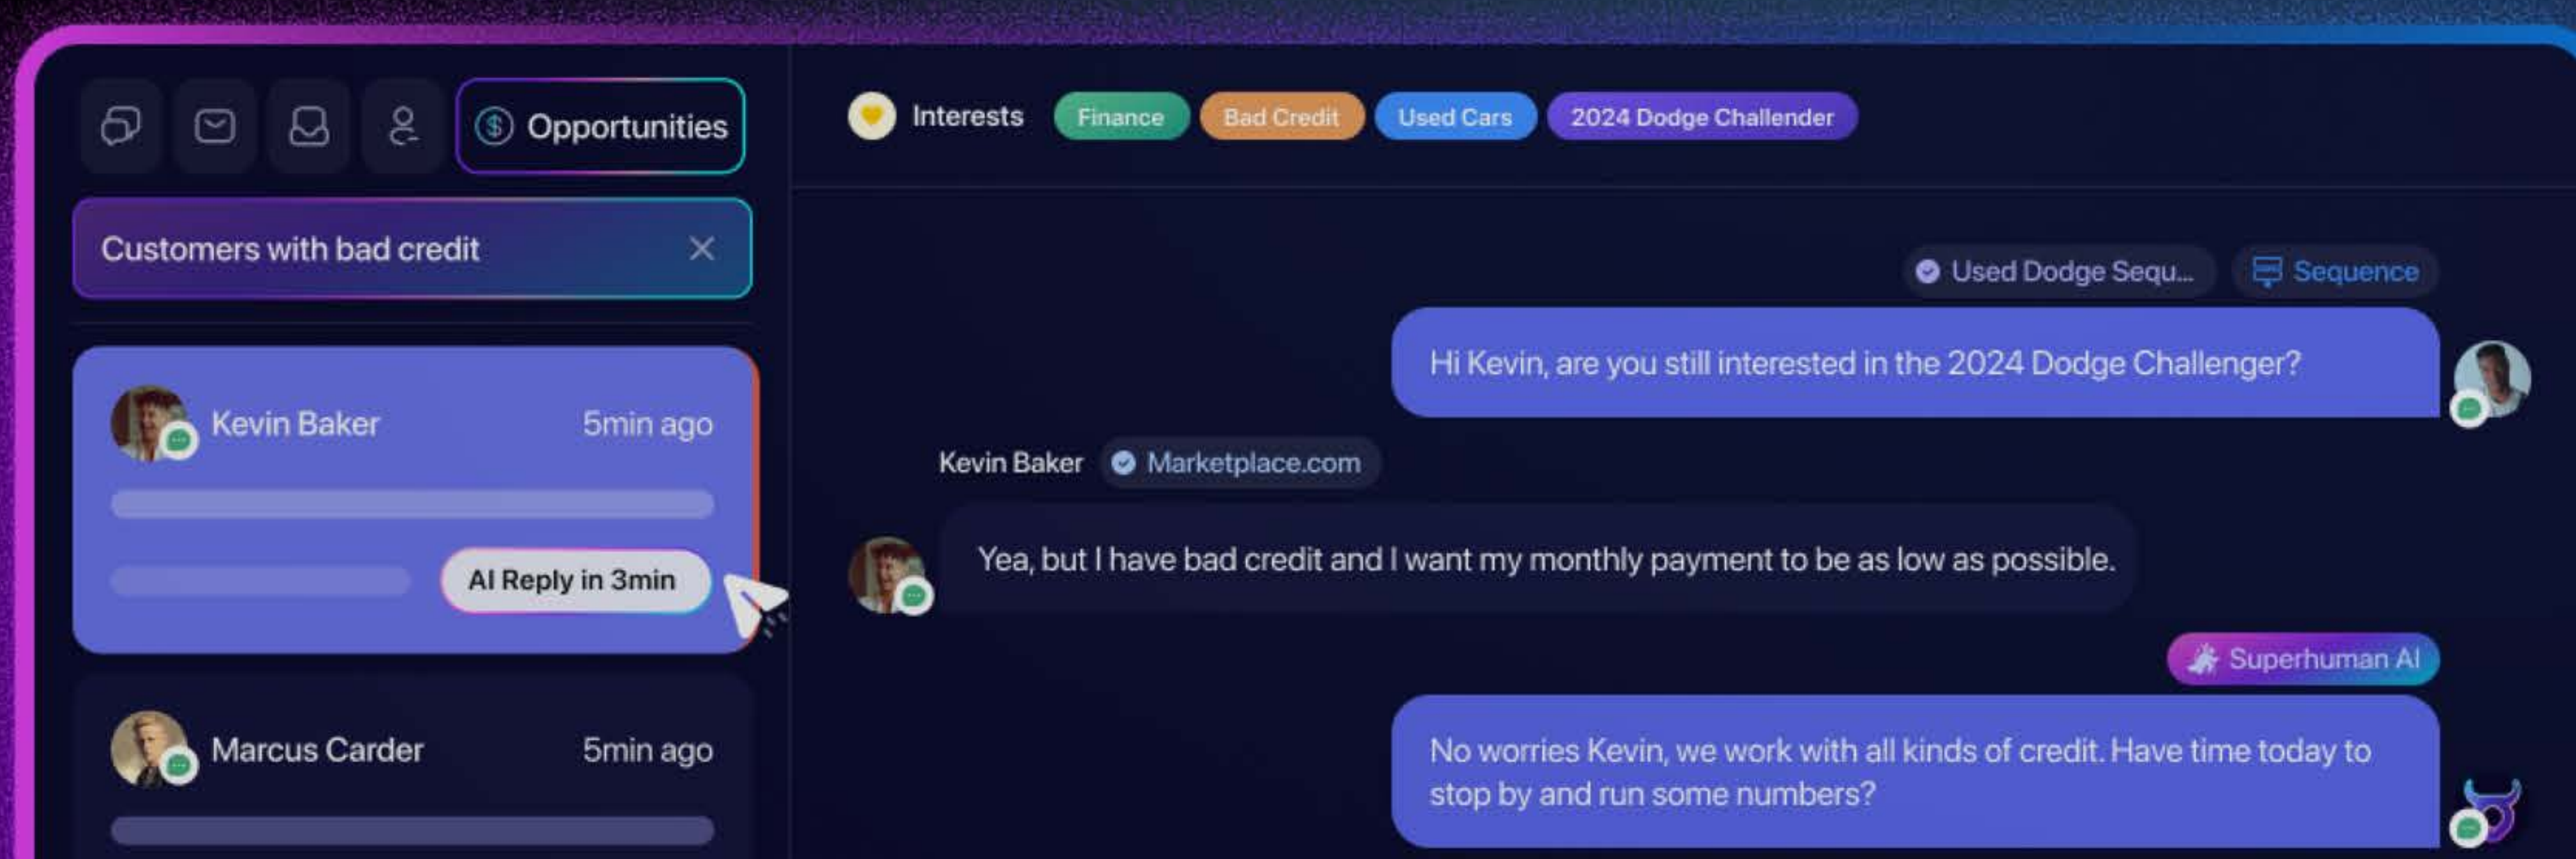 Opportunities
Customers with bad credit
Kevin Baker 5min ago
AI Reply in 3min
Marcus Carder 5min ago
Interests Finance Bad Credit Used Cars 2024 Dodge Challender
Used Dodge Sequ... Sequence
Hi Kevin, are you still interested in the 2024 Dodge Challenger?
Kevin Baker Marketplace.com
Yea, but I have bad credit and I want my monthly payment to be as low as possible.
Superhuman AI
No worries Kevin, we work with all kinds of credit. Have time today to
stop by and run some numbers?